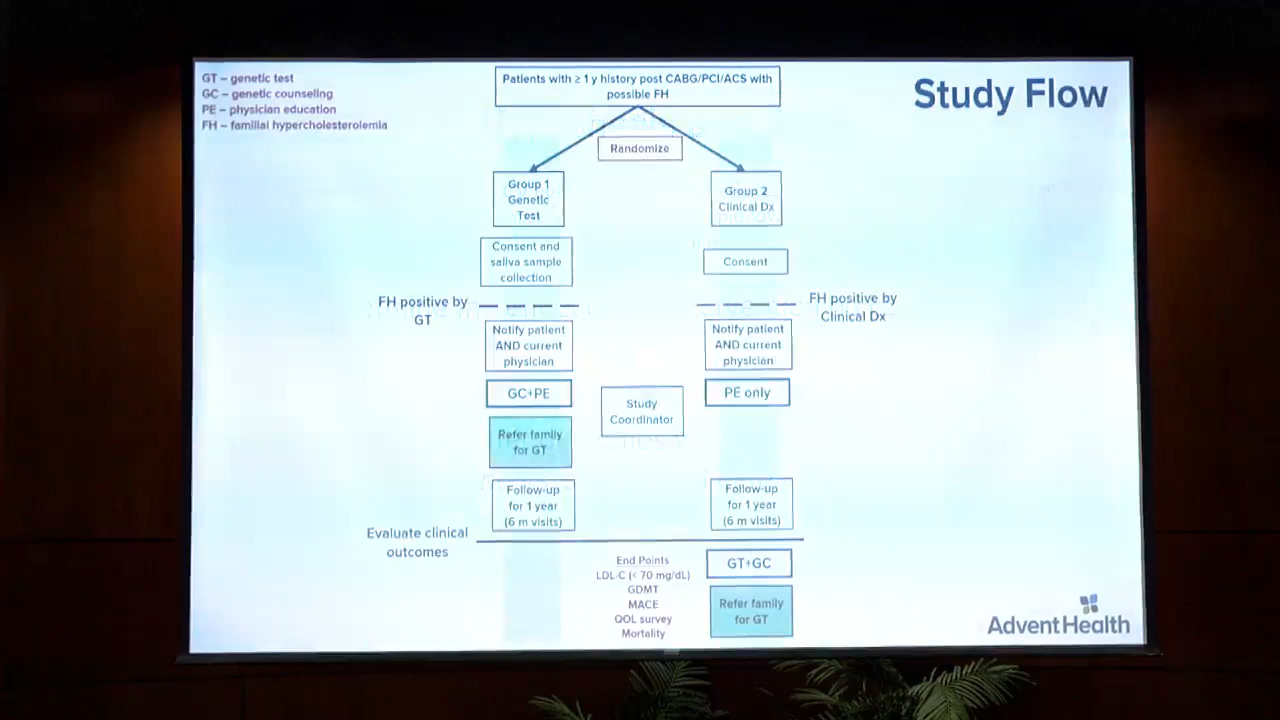 GT – genetic test
GC – genetic counseling
PE – physician education
FH – familial hypercholesterolemia
Study Flow
Patients with ≥ 1 y history post CABG/PCI/ACS with
possible FH
Randomize
Group 1
Genetic
Test
Group 2
Clinical Dx
Consent and
saliva sample
collection
Consent
FH positive by
GT
FH positive by
Clinical Dx
Notify patient
AND current
physician
Notify patient
AND current
physician
GC+PE
Study
Coordinator
PE only
Refer family
for GT
Follow-up
for 1 year
(6 m visits)
Follow-up
for 1 year
(6 m visits)
Evaluate clinical
outcomes
End Points
LDL-C (< 70 mg/dL)
GDMT
MACE
QOL survey
Mortality
GT+GC
Refer family
for GT
AdventHealth